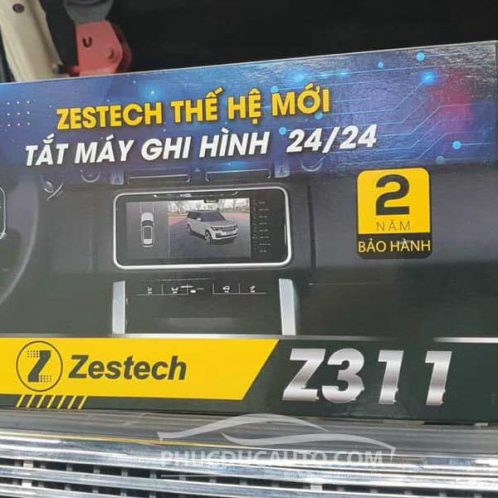 ZESTECH THẾ HỆ MỚI
TẮT MÁY GHI HÌNH 24/24
2
NĂM
BẢO HÀNH
Z Zestech
Z311
PHUCDUCAUTO.COM